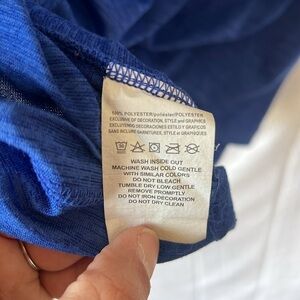 100% POLYESTER/poliéster/POLYESTER
EXCLUSIVE OF DECORATION, STYLE and GRAPHICS
EXCLUYENDO DECORACIONES ESTILO Y GRAFICOS
SANS INCLURE GARNITURES, STYLE et GRAPHIQUES
WASH INSIDE OUT
MACHINE WASH COLD GENTLE
WITH SIMILAR COLORS
DO NOT BLEACH
TUMBLE DRY LOW GENTLE
REMOVE PROMPTLY
DO NOT IRON DECORATION
DO NOT DRY CLEAN